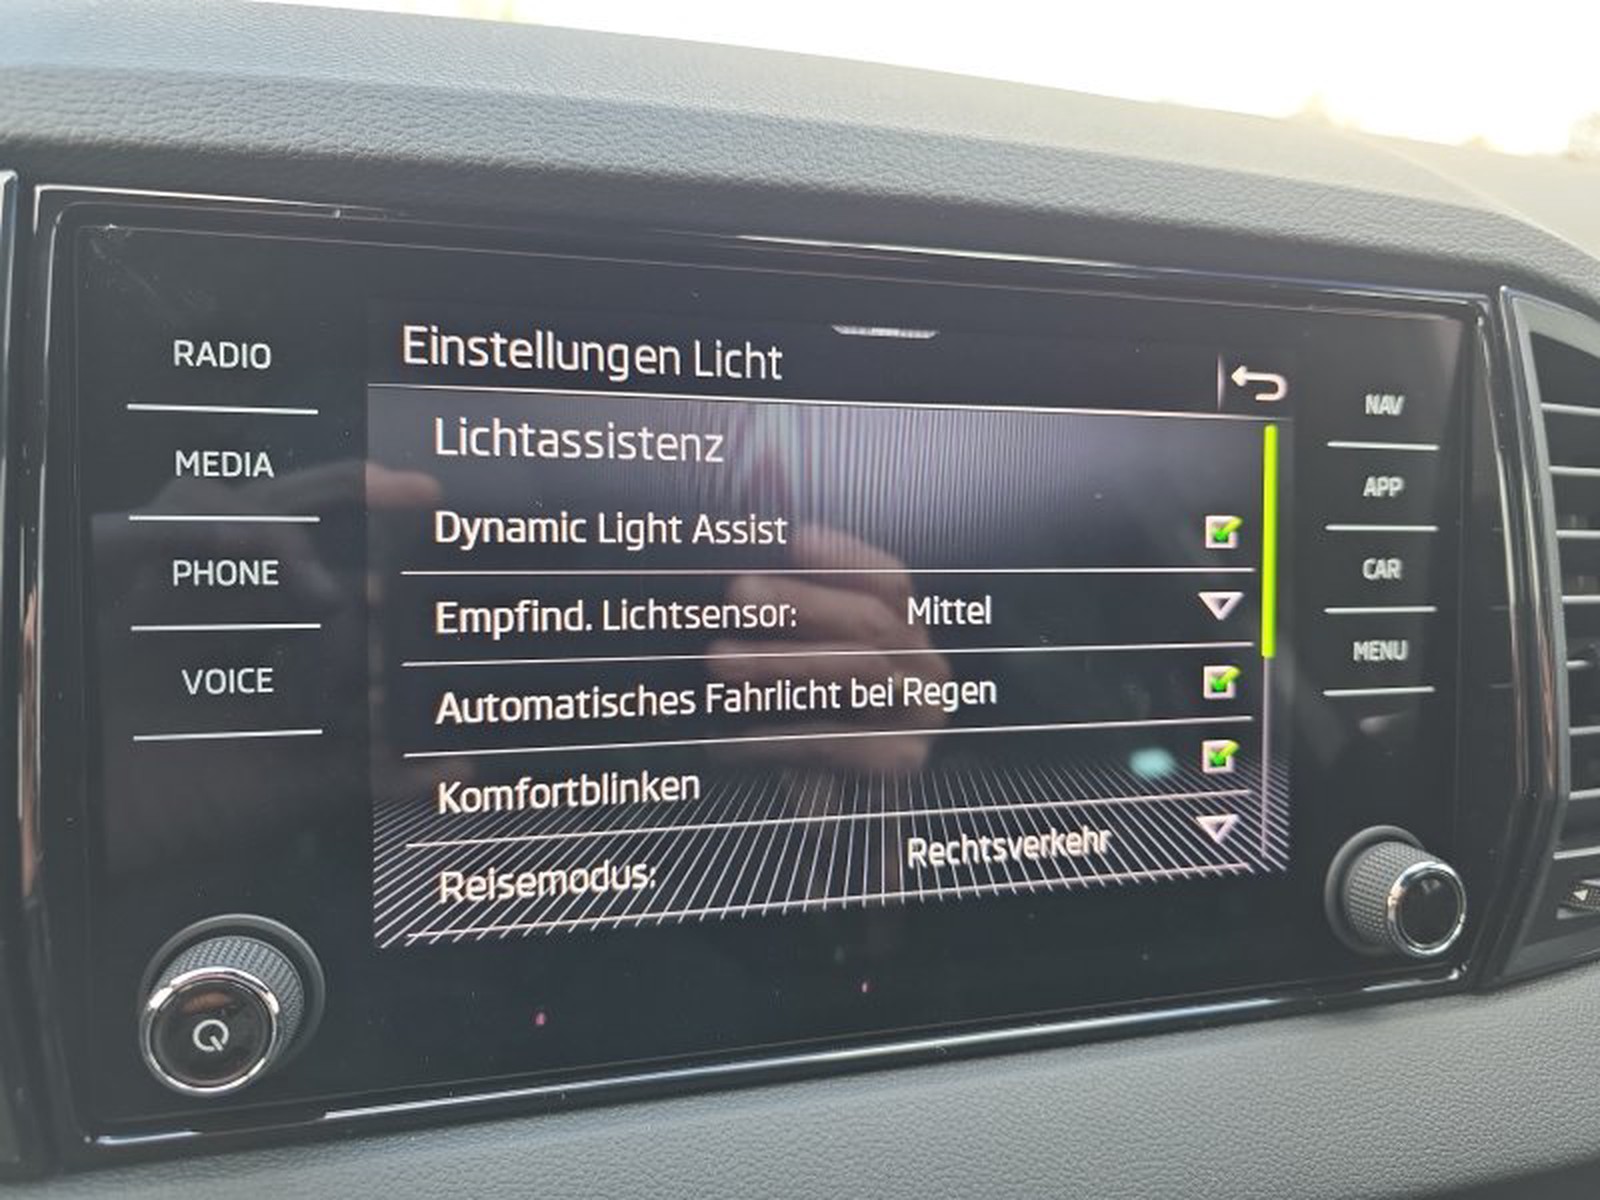 RADIO
MEDIA
PHONE
VOICE
Einstellungen Licht
Lichtassistenz
Dynamic Light Assist
Empfind. Lichtsensor: Mittel
Automatisches Fahrlicht bei Regen
Komfortblinken
Reisemodus: Rechtsverkehr
NAV
APP
CAR
MENU